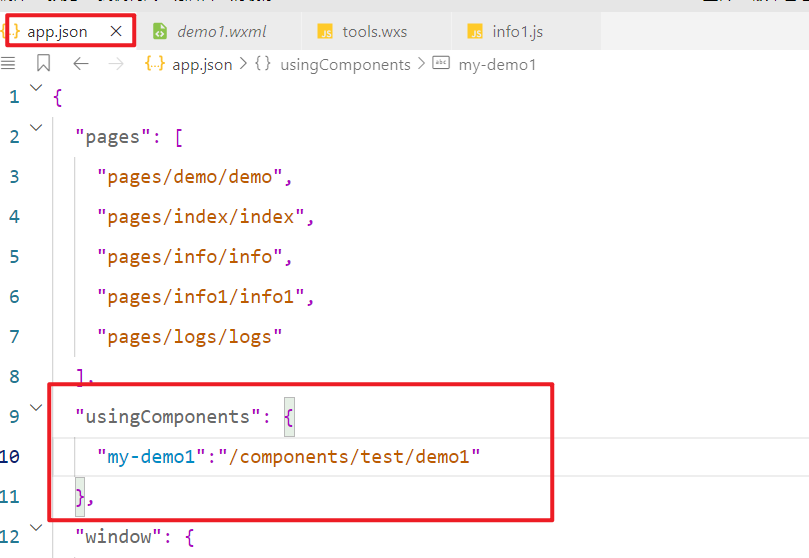 app.json
demo1.wxml
tools.wxs
info1.js
app.json > {} usingComponents > abc my-demo1
1 {
2 "pages": [
3 "pages/demo/demo",
4 "pages/index/index",
5 "pages/info/info",
6 "pages/info1/info1",
7 "pages/logs/logs"
8 ],
9 "usingComponents": {
10 "my-demo1":"/components/test/demo1"
11 },
12 "window": {